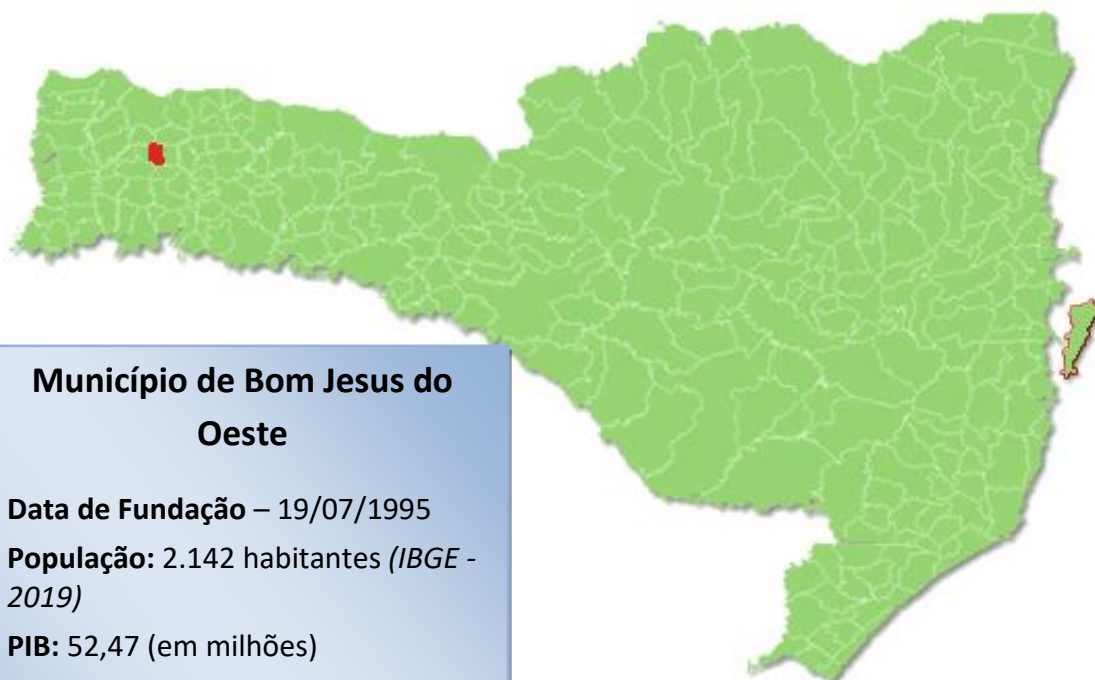 Município de Bom Jesus do
Oeste
Data de Fundação – 19/07/1995
População: 2.142 habitantes (IBGE -
2019)
PIB: 52,47 (em milhões)